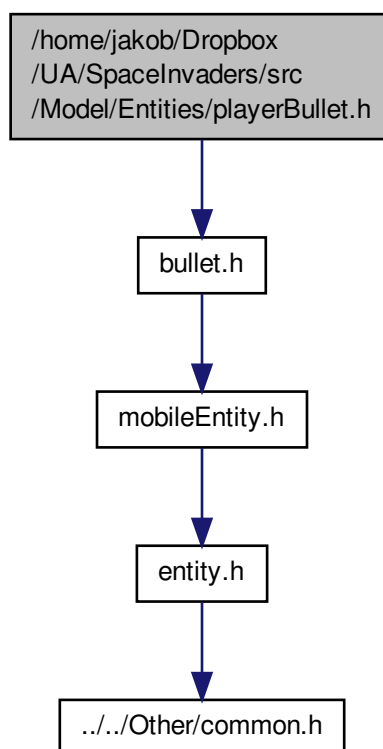 /home/jakob/Dropbox
/UA/SpaceInvaders/src
/Model/Entities/playerBullet.h
bullet.h
mobileEntity.h
entity.h
../../Other/common.h